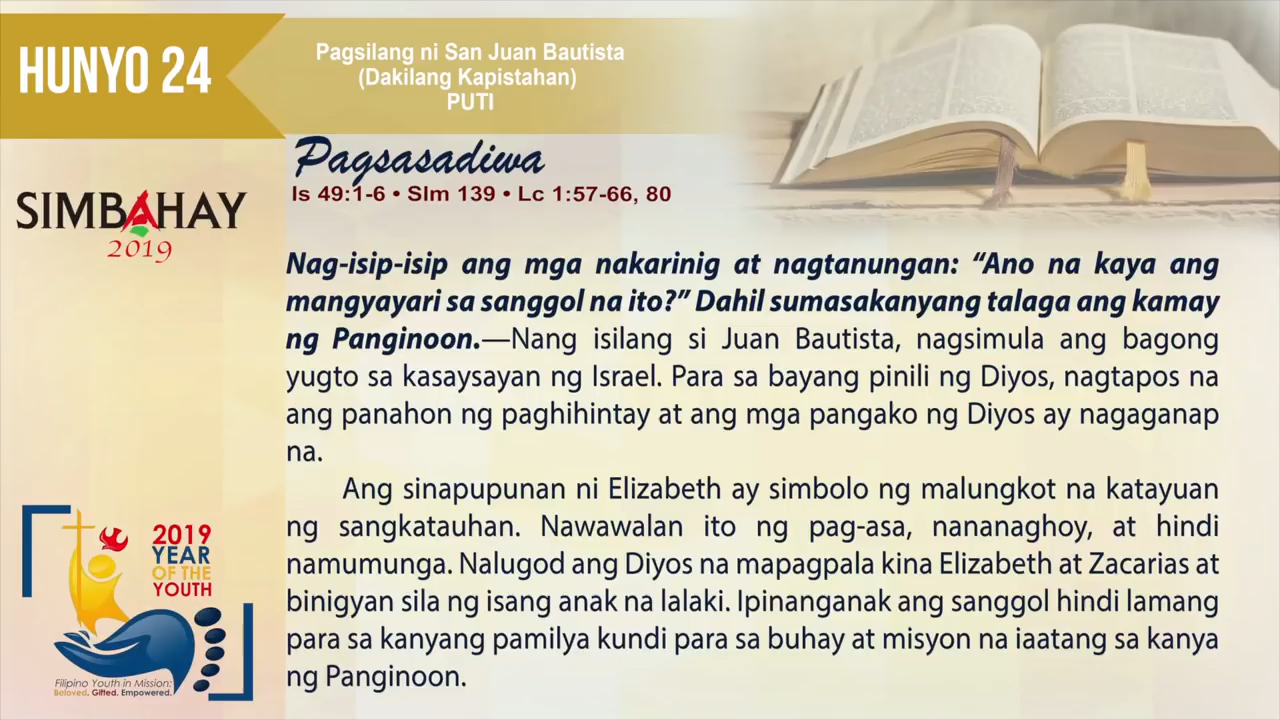 HUNYO 24
Pagsilang ni San Juan Bautista
(Dakilang Kapistahan)
PUTI
Pagsasadiwa
Is 49:1-6 • Slm 139 • Lc 1:57-66, 80
SIMBAHAY
2019
Nag-isip-isip ang mga nakarinig at nagtanungan: “Ano na kaya ang
mangyayari sa sanggol na ito?” Dahil sumasakanyang talaga ang kamay
ng Panginoon.—Nang isilang si Juan Bautista, nagsimula ang bagong
yugto sa kasaysayan ng Israel. Para sa bayang pinili ng Diyos, nagtapos na
ang panahon ng paghihintay at ang mga pangako ng Diyos ay nagaganap
na.
Ang sinapupunan ni Elizabeth ay simbolo ng malungkot na katayuan
ng sangkatauhan. Nawawalan ito ng pag-asa, nananaghoy, at hindi
namumunga. Nalugod ang Diyos na mapagpala kina Elizabeth at Zacarias at
binigyan sila ng isang anak na lalaki. Ipinanganak ang sanggol hindi lamang
para sa kanyang pamilya kundi para sa buhay at misyon na iaatang sa kanya
ng Panginoon.
2019
YEAR
OF THE
YOUTH
Filipino Youth in Mission:
Beloved. Gifted. Empowered.